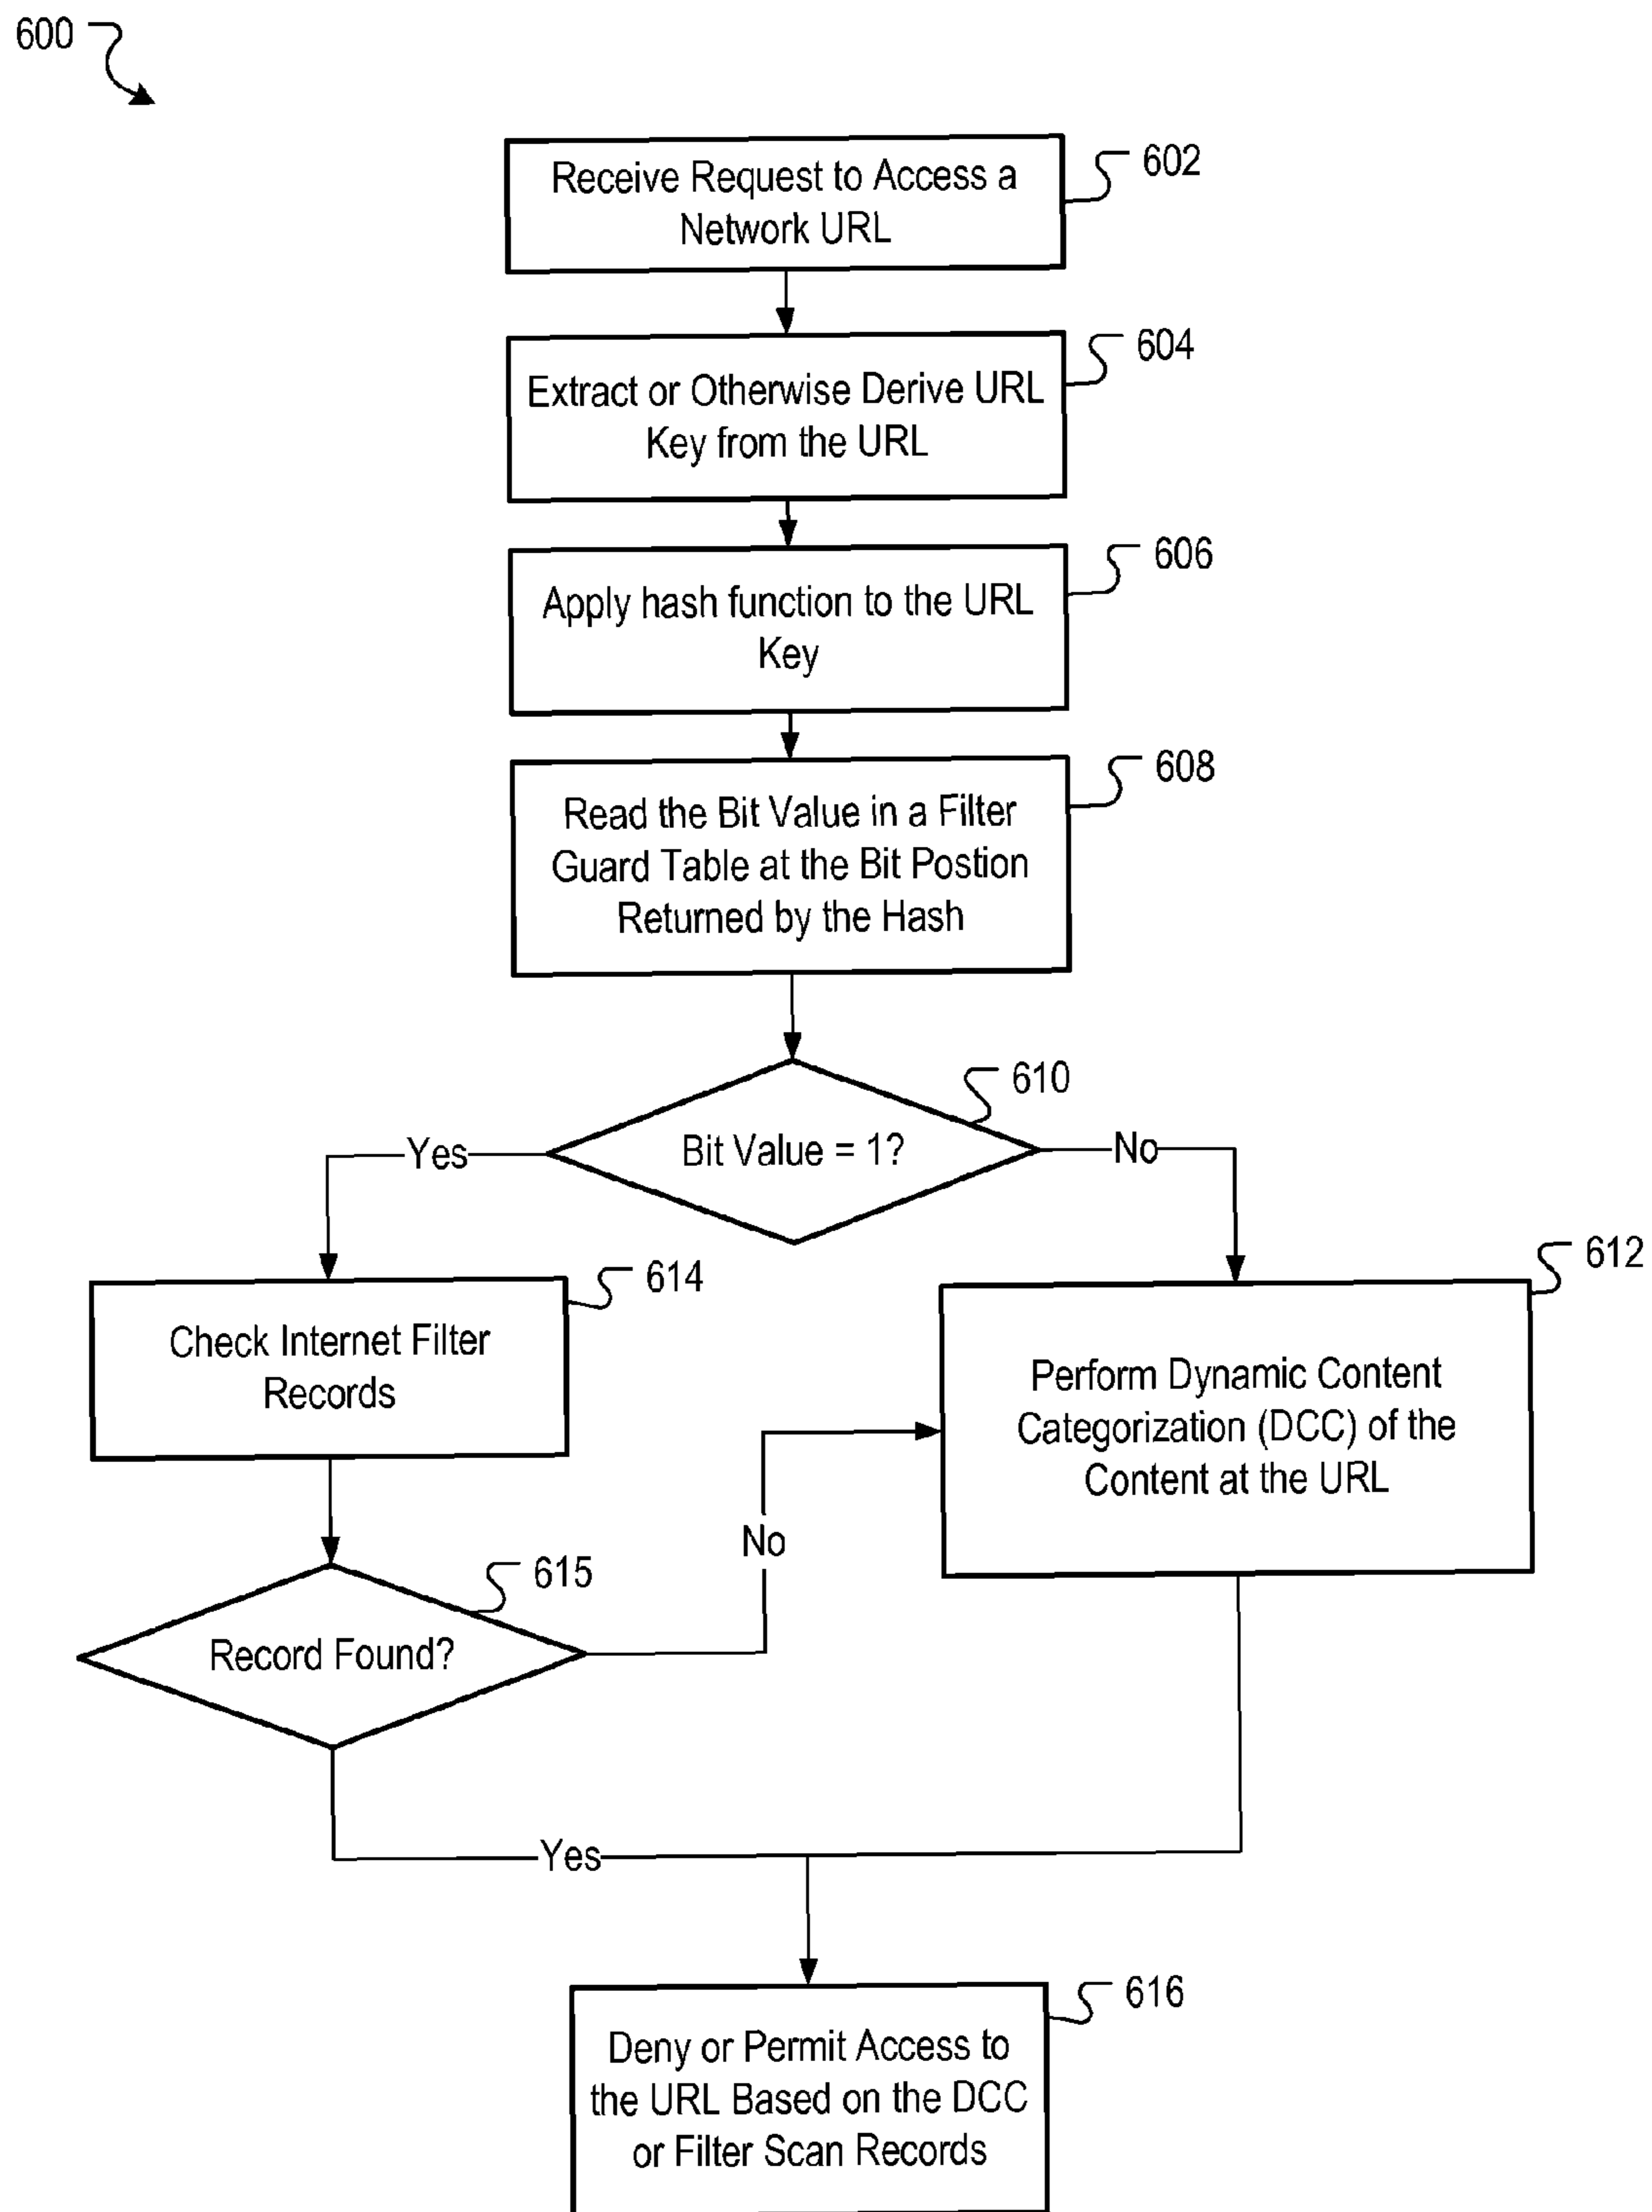 600
Receive Request to Access a
Network URL
602
Extract or Otherwise Derive URL
Key from the URL
604
Apply hash function to the URL
Key
606
Read the Bit Value in a Filter
Guard Table at the Bit Postion
Returned by the Hash
608
Bit Value = 1?
610
Yes
No
Check Internet Filter
Records
614
Perform Dynamic Content
Categorization (DCC) of the
Content at the URL
612
No
Record Found?
615
Yes
Deny or Permit Access to
the URL Based on the DCC
or Filter Scan Records
616